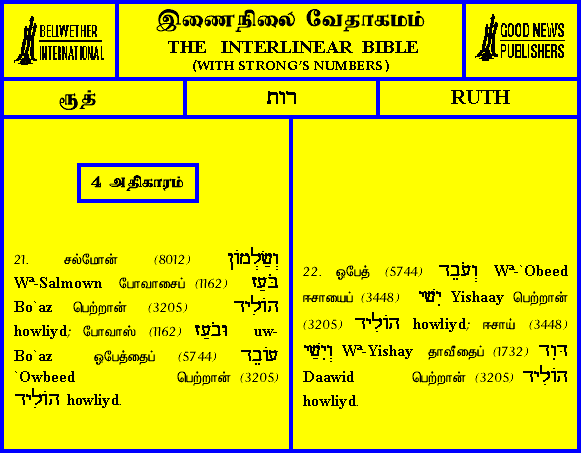 BELLWETHER
INTERNATIONAL
இணைநிலை வேதாகமம்
THE INTERLINEAR BIBLE
(WITH STRONG'S NUMBERS)
GOOD NEWS
PUBLISHERS
ரூத்
רות
RUTH
4 அதிகாரம்
21. சல்மோன் (8012) וְשַׂלְמוֹן
Wª-Salmown போவாசைப் (1162) בֹּעַז
Bo`az பெற்றான் (3205) הוֹלִיד
howliyd; போவாஸ் (1162) וּבֹעַז uw-
Bo`az ஓபேத்தைப் (5744) עוֹבֵד
`Owbeed பெற்றான் (3205)
הוֹלִיד howliyd.
22. ஓபேத் (5744) וְעֹבֵד Wª-`Obeed
ஈசாயைப் (3448) יִשָׁי Yishaay பெற்றான்
(3205) הוֹלִיד howliyd; ஈசாய் (3448)
וְיִשַׁי Wª-Yishay தாவீதைப் (1732) דָּוִד
Daawid பெற்றான் (3205) הוֹלִיד
howliyd.